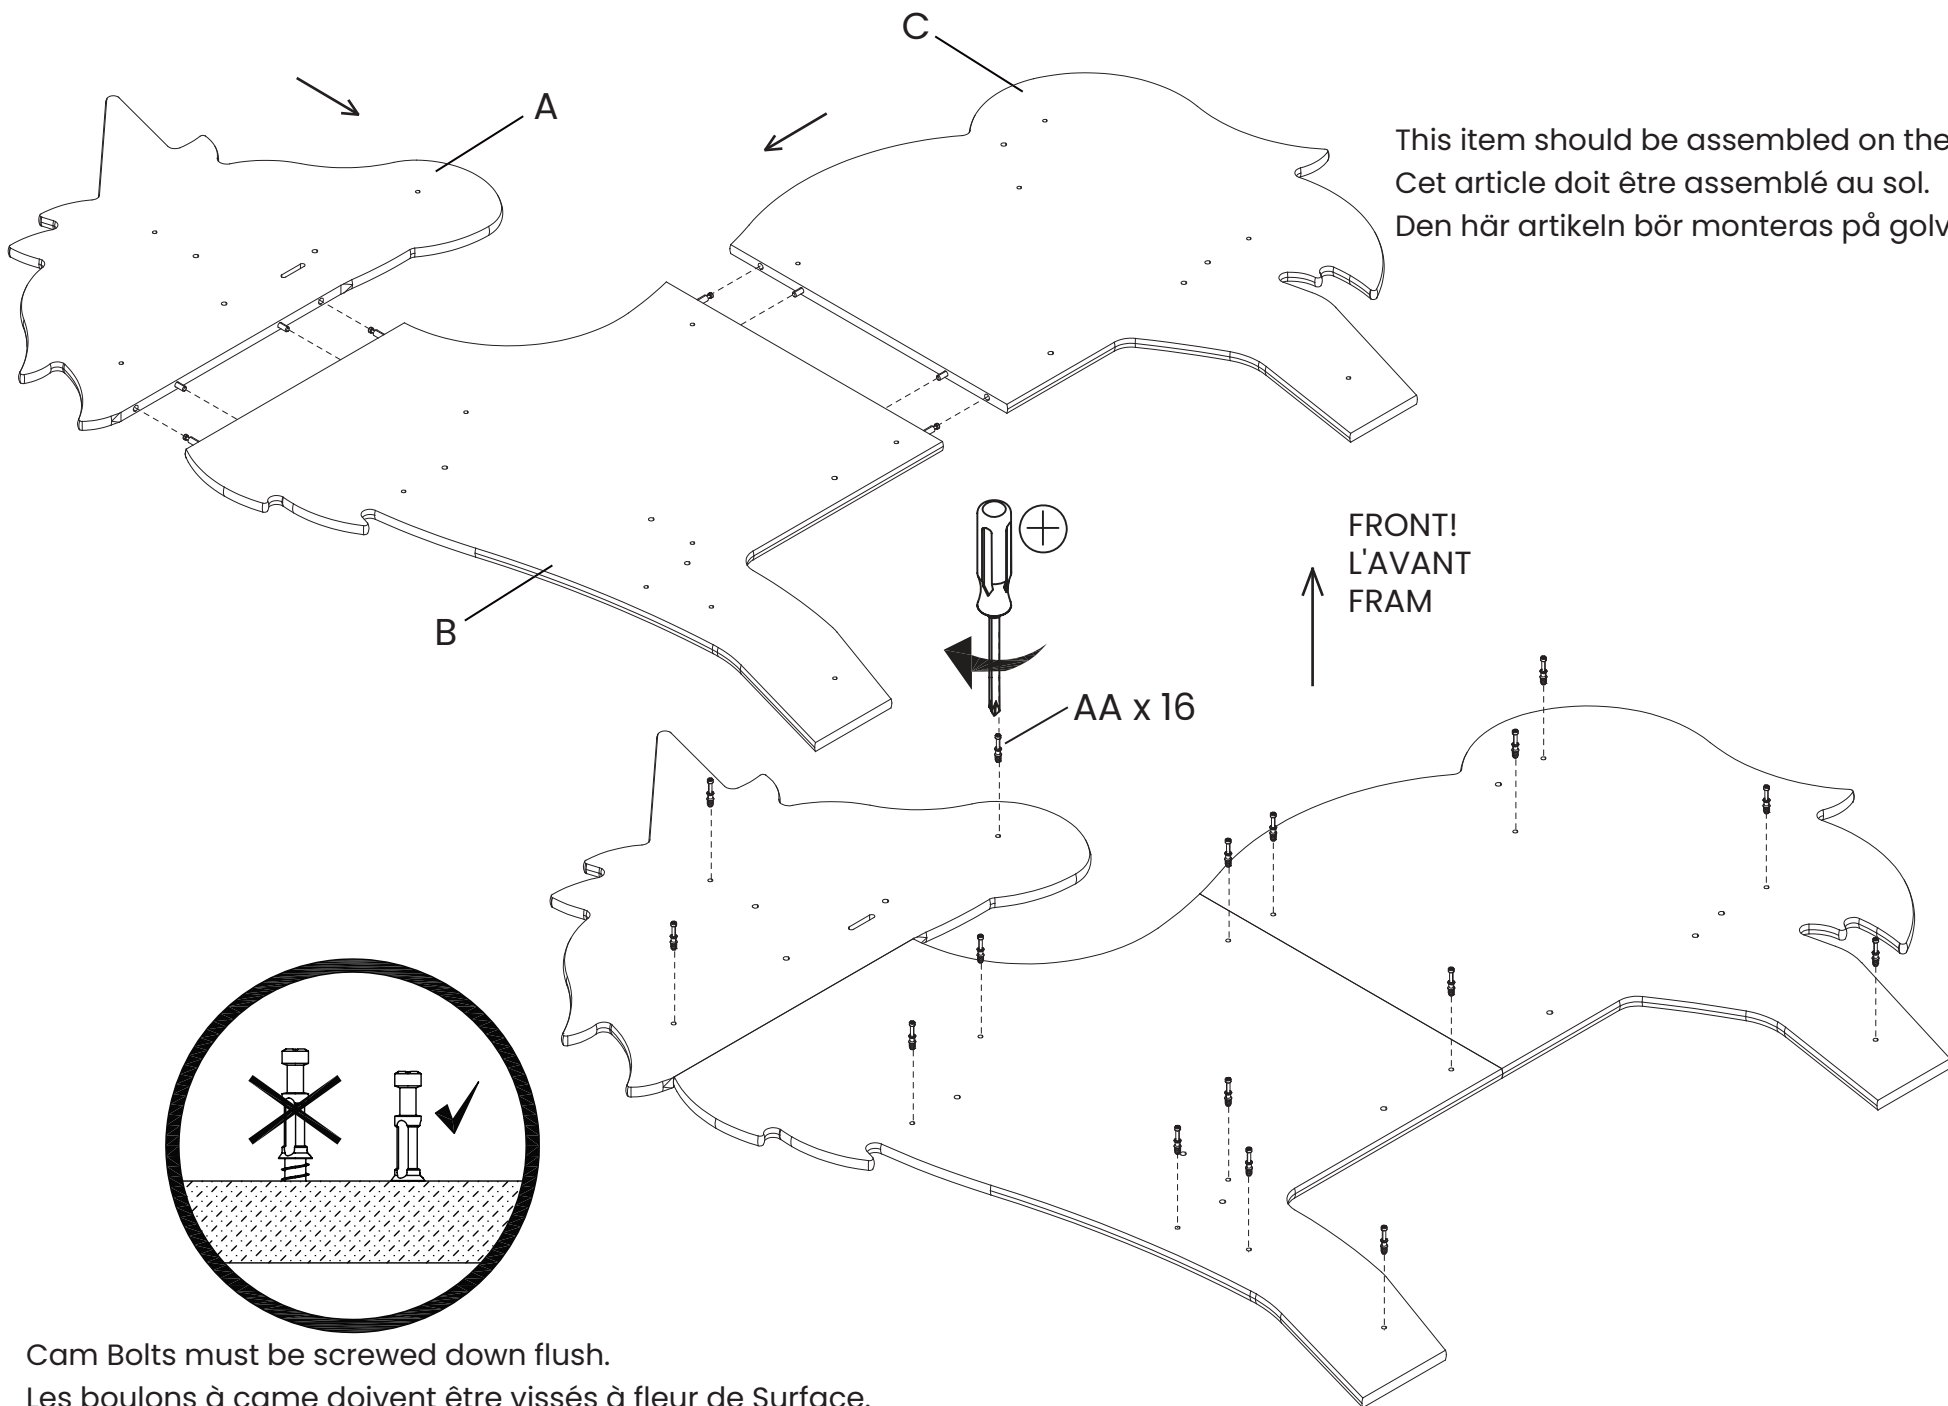 C
A
This item should be assembled on the
Cet article doit être assemblé au sol.
Den här artikeln bör monteras på golv
B
FRONT!
L'AVANT
FRAM
AA x 16
Cam Bolts must be screwed down flush.
Les boulons à came doivent être vissés à fleur de Surface.